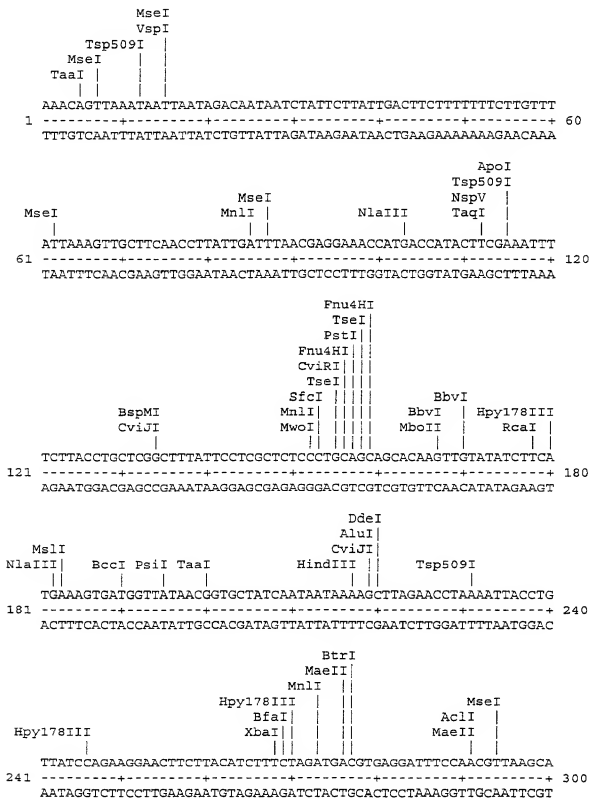 MseI
VspI
Tsp509I
MseI
TaaI
AAACAGTTAAATAATTAATAGACAATAATCTATTCTTATTGACTTCTTTTTTTCTTGTTT
1 ---------+---------+---------+---------+---------+---------+ 60
TTTGTCAATTTATTAATTATCTGTTATTAGATAAGAATAACTGAAGAAAAAAAGAACAAA
ApoI
Tsp509I
MseI NspV
MseI MnlI NlaIII TaqI
ATTAAAGTTGCTTCAACCTTATTGATTTAACGAGGAAACCATGACCATACTTCGAAATTT
61 ---------+---------+---------+---------+---------+---------+ 120
TAATTTCAACGAAGTTGGAATAACTAAATTGCTCCTTTGGTACTGGTATGAAGCTTTAAA
Fnu4HI
TseI
PstI
Fnu4HI
CviRI
TseI
SfcI BbvI
BspMI MnlI BbvI Hpy178III
CviJI MwoI MboII RcaI
TCTTACCTGCTCGGCTTTATTCCTCGCTCTCCCTGCAGCAGCACAAGTTGTATATCTTCA
121 ---------+---------+---------+---------+---------+---------+ 180
AGAATGGACGAGCCGAAATAAGGAGCGAGAGGGACGTCGTCGTGTTCAACATATAGAAGT
DdeI
AluI
MslI CviJI
NlaIII BccI PsiI TaaI HindIII Tsp509I
TGAAAGTGATGGTTATAACGGTGCTATCAATAATAAAAGCTTAGAACCTAAAATTACCTG
181 ---------+---------+---------+---------+---------+---------+ 240
ACTTTCACTACCAATATTGCCACGATAGTTATTATTTTCGAATCTTGGATTTTAATGGAC
BtrI
MaeII
MnlI
Hpy178III MseI
BfaI AclI
Hpy178III XbaI MaeII
TTATCCAGAAGGAACTTCTTACATCTTTCTAGATGACGTGAGGATTTCCAACGTTAAGCA
241 ---------+---------+---------+---------+---------+---------+ 300
AATAGGTCTTCCTTGAAGAATGTAGAAAGATCTACTGCACTCCTAAAGGTTGCAATTCGT